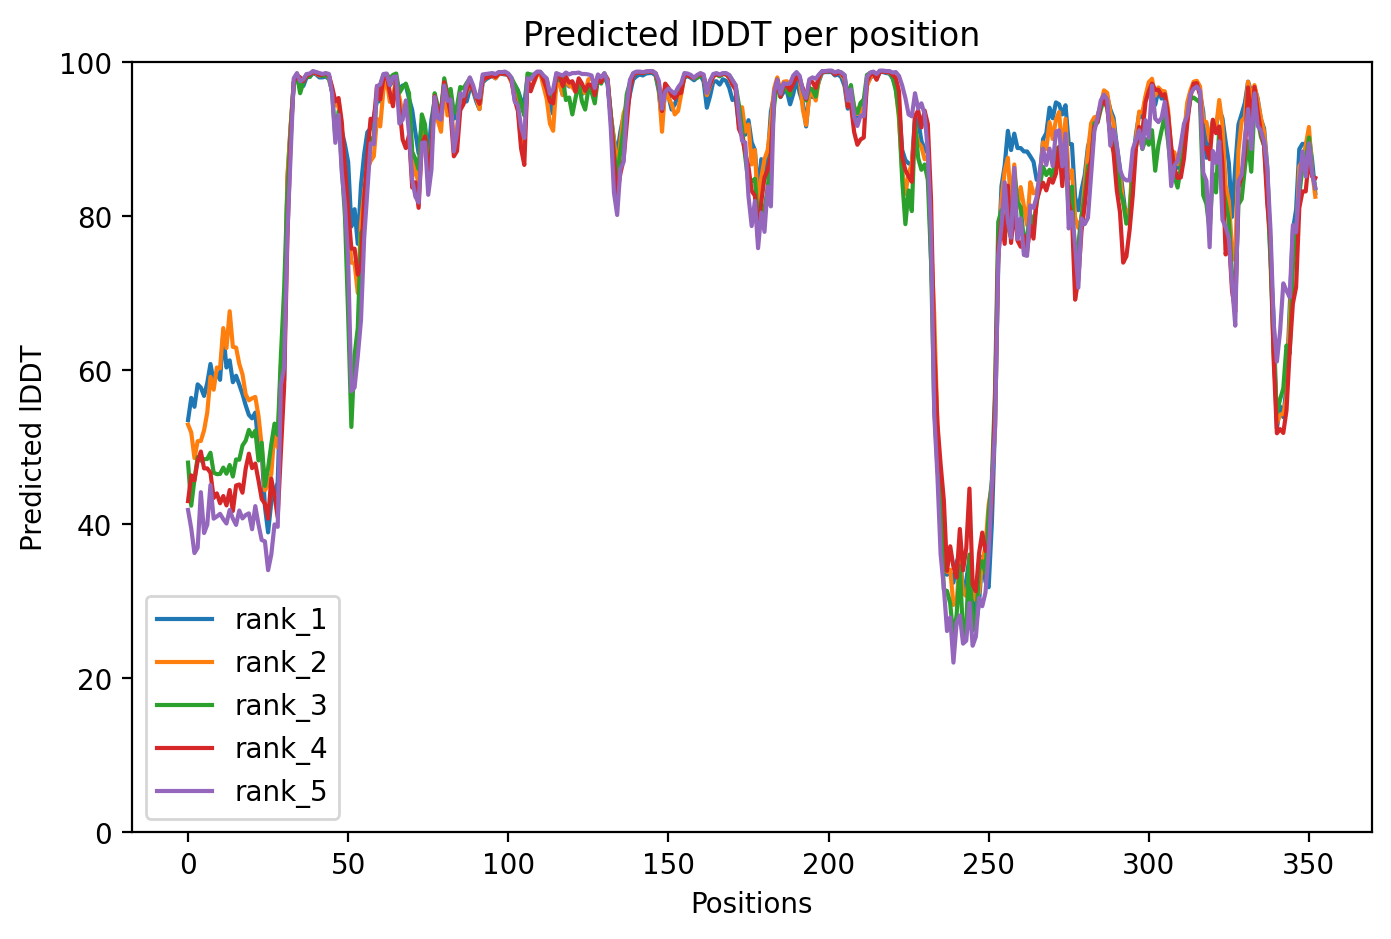 Predicted lDDT per position
Predicted lDDT
100
80
60
40
20
0
rank_1
rank_2
rank_3
rank_4
rank_5
0 50 100 150 200 250 300 350
Positions